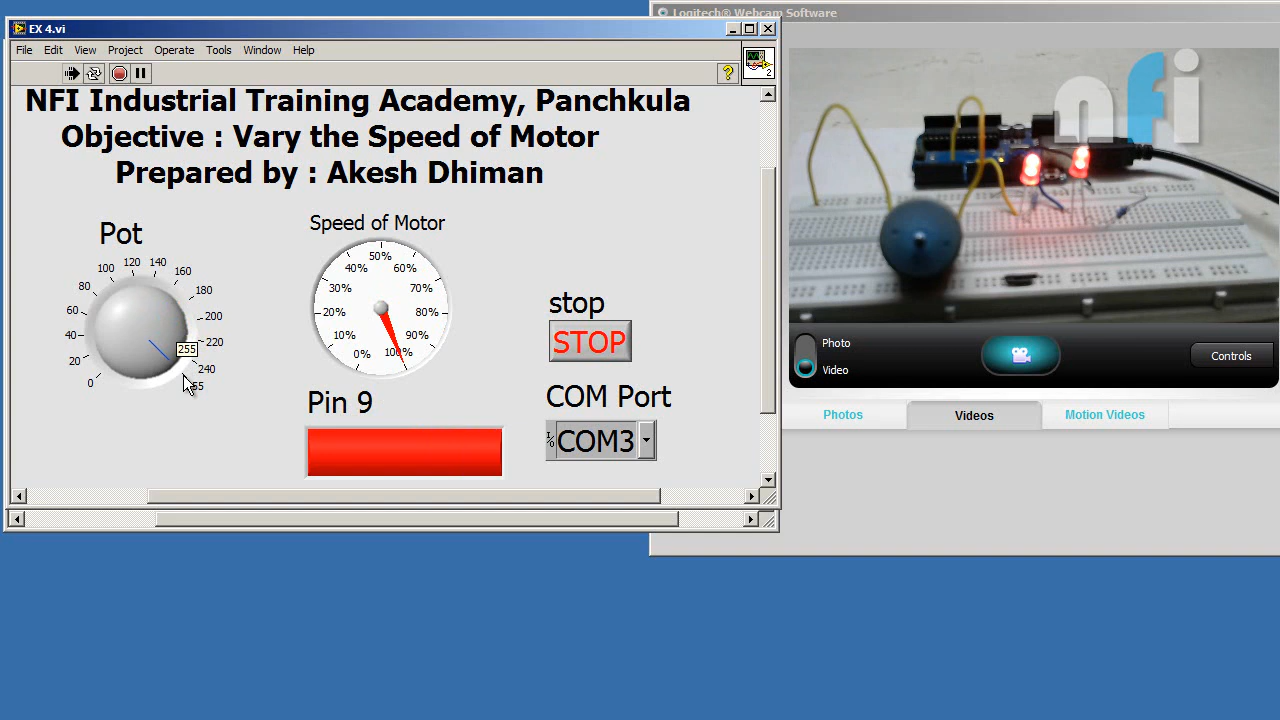 EX 4.vi
File Edit View Project Operate Tools Window Help
2
NFI Industrial Training Academy, Panchkula
Objective : Vary the Speed of Motor
Prepared by : Akesh Dhiman
Pot
0 20 40 60 80 100 120 140 160 180 200 220 240 55
255
Speed of Motor
0% 10% 20% 30% 40% 50% 60% 70% 80% 90% 100%
Pin 9
stop
STOP
COM Port
COM3
Logitech® Webcam Software
nfi
Photo
Video
Controls
Photos Videos Motion Videos